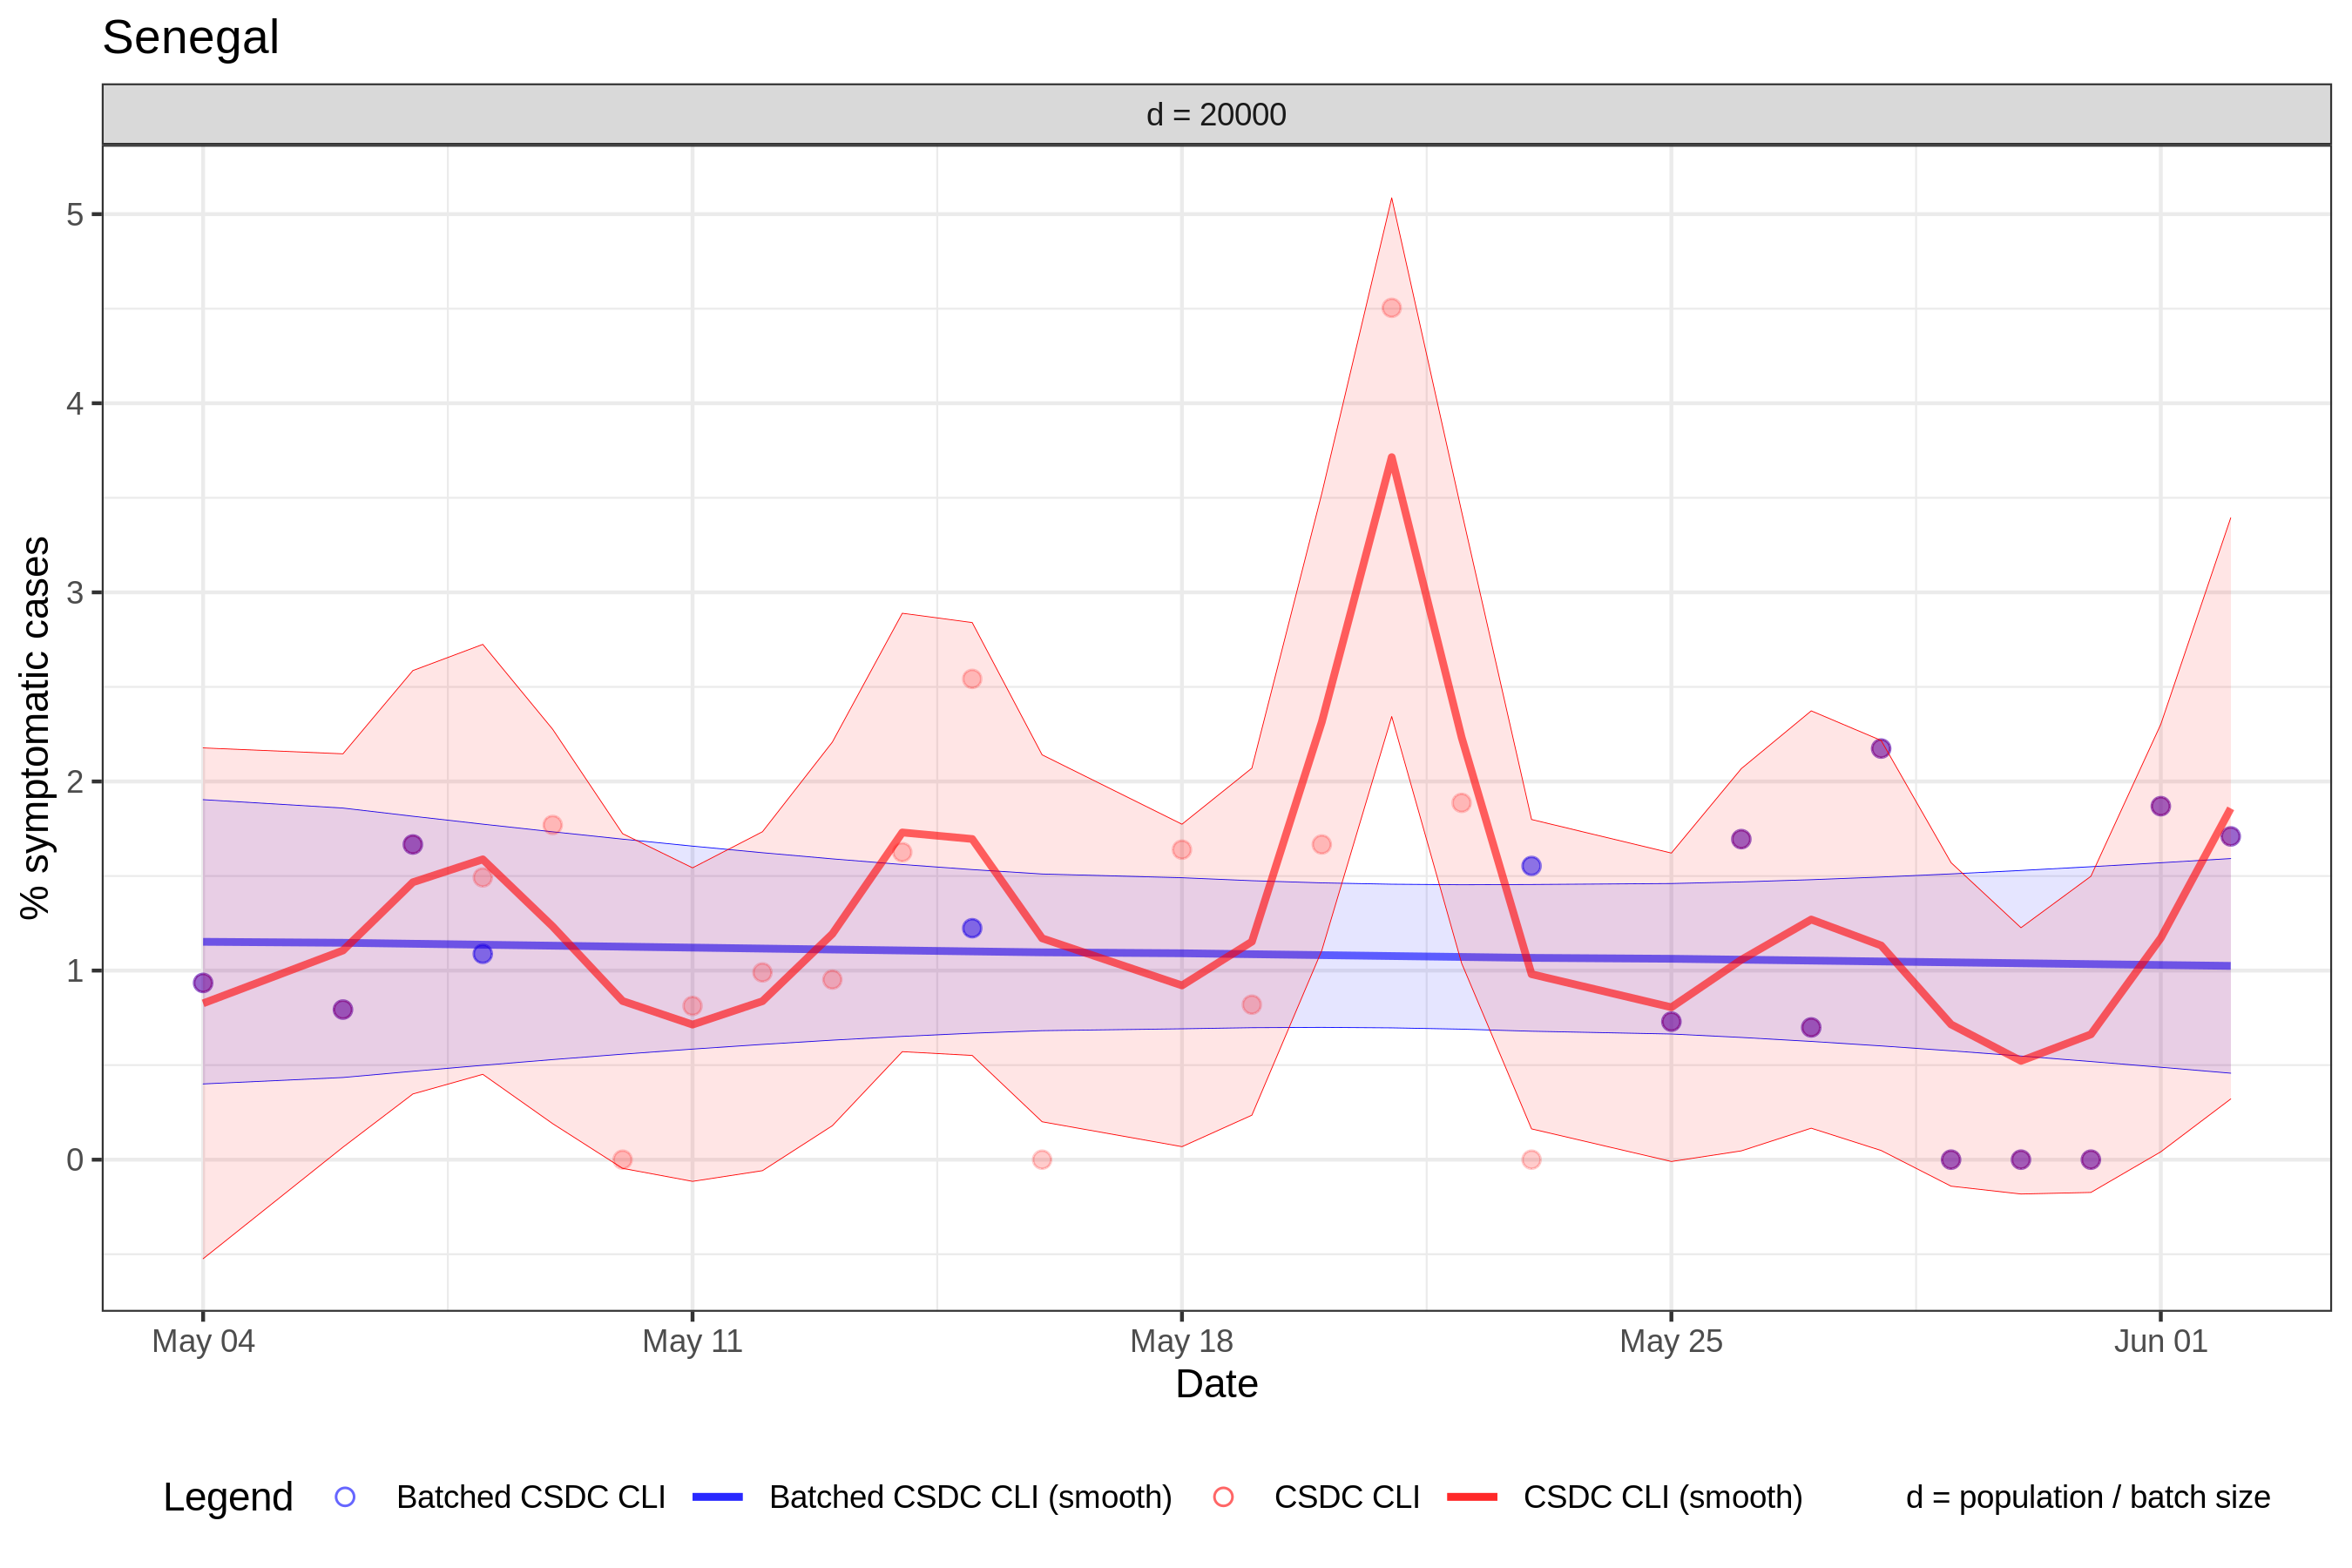 Senegal
d = 20000
% symptomatic cases
5
4
3
2
1
0
May 04 May 11 May 18 May 25 Jun 01
Date
Legend Batched CSDC CLI Batched CSDC CLI (smooth) CSDC CLI CSDC CLI (smooth) d = population / batch size